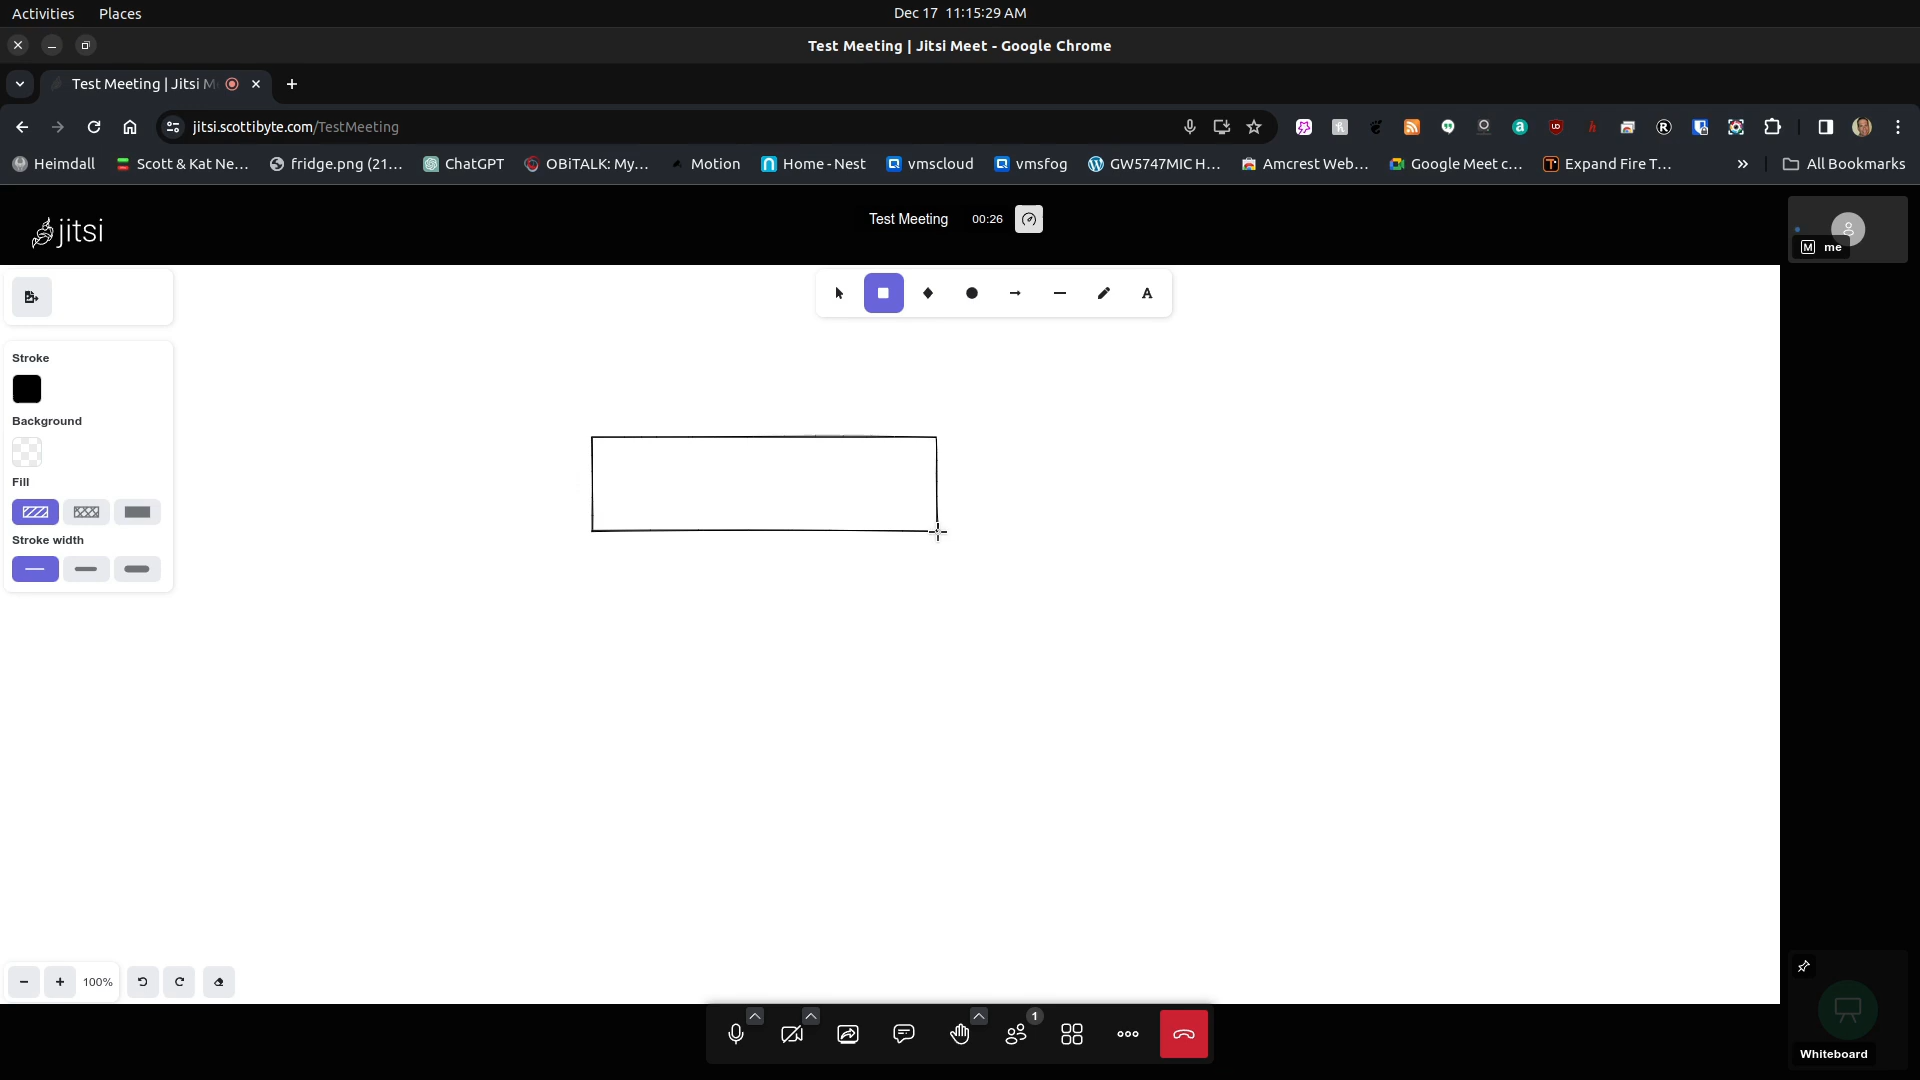 Activities Places Dec 17 11:15:29 AM
Test Meeting | Jitsi Meet - Google Chrome
Test Meeting | Jitsi M
jitsi.scottibyte.com/TestMeeting
Heimdall Scott & Kat Ne... fridge.png (21... ChatGPT OBiTALK: My... Motion Home - Nest vmscloud vmsfog GW5747MIC H... Amcrest Web... Google Meet c... Expand Fire T... » All Bookmarks
jitsi Test Meeting 00:26
M me
A
Stroke
Background
Fill
Stroke width
100%
1
Whiteboard